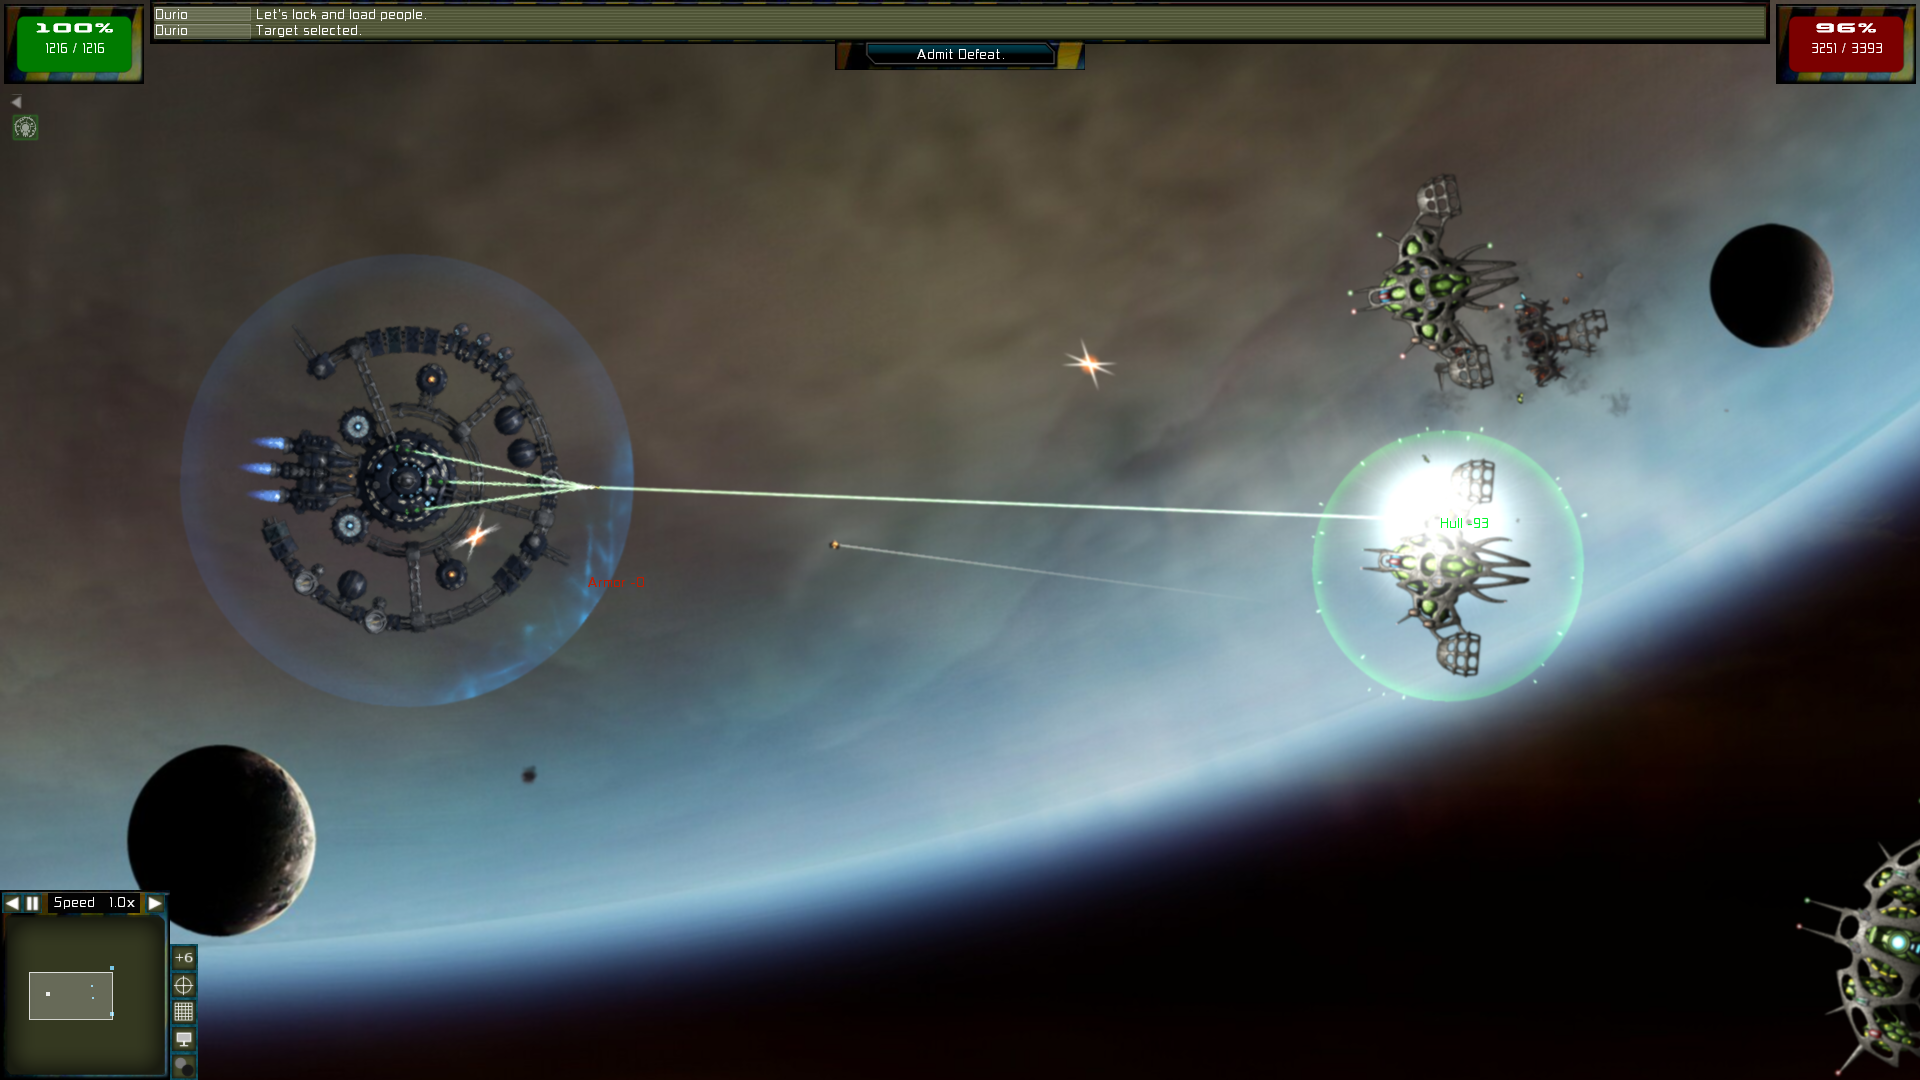 100%
1216 / 1216
Durio Let's lock and load people.
Durio Target selected.
Admit Defeat.
96%
3251 / 3393
Hull -93
Armor
Speed 1.0x
+6